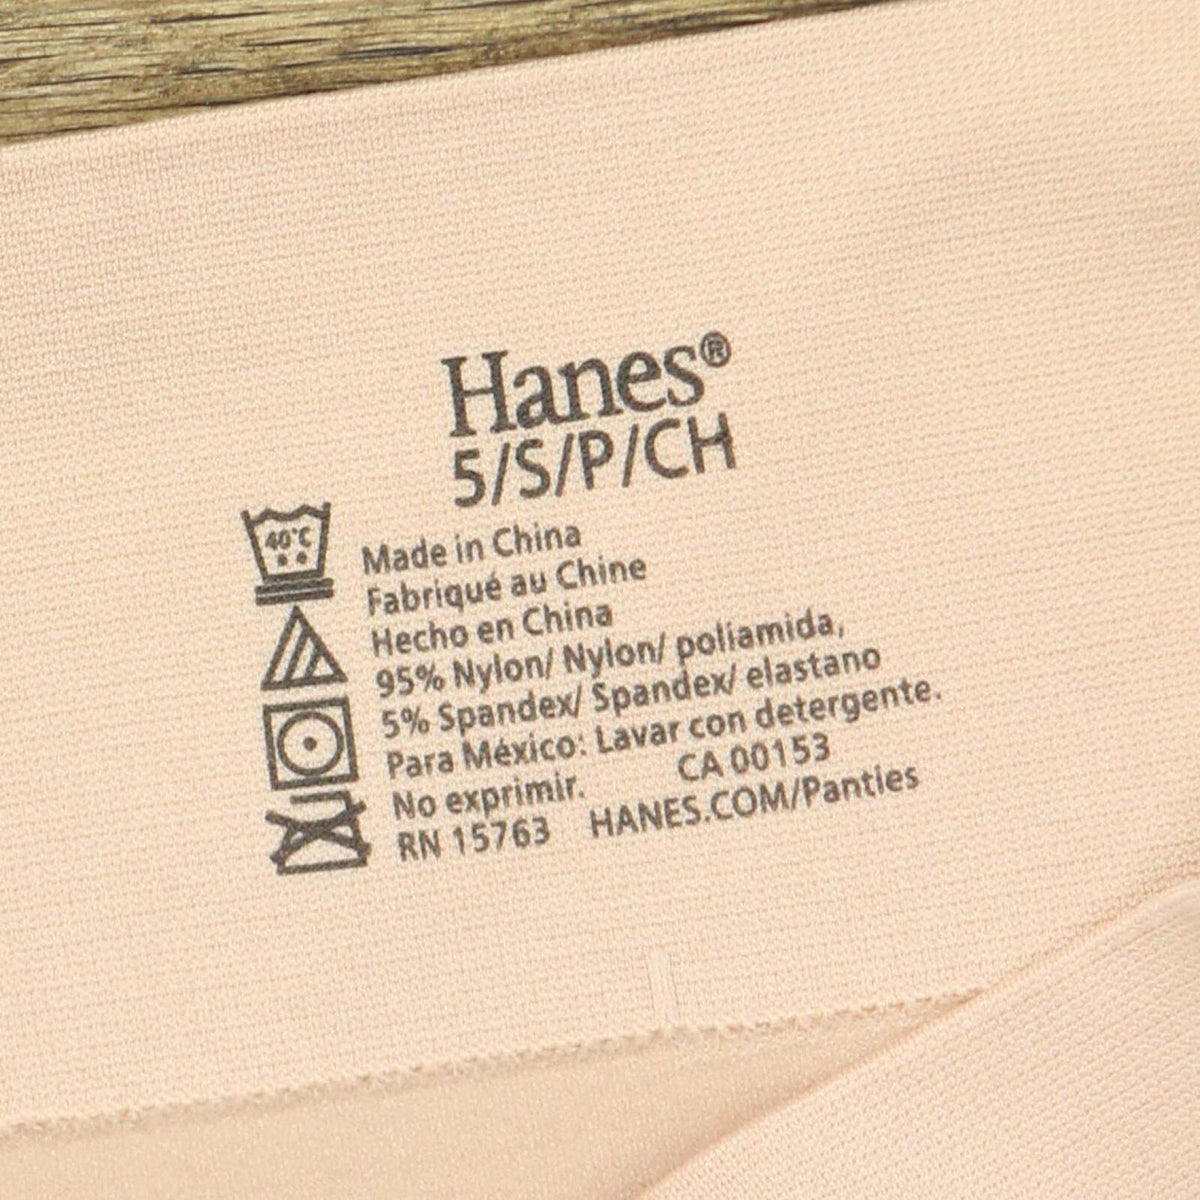 Hanes®
5/S/P/CH
40°C
Made in China
Fabriqué au Chine
Hecho en China
95% Nylon/ Nylon/ poliamida,
5% Spandex/ Spandex/ elastano
Para México: Lavar con detergente.
No exprimir. CA 00153
RN 15763 HANES.COM/Panties